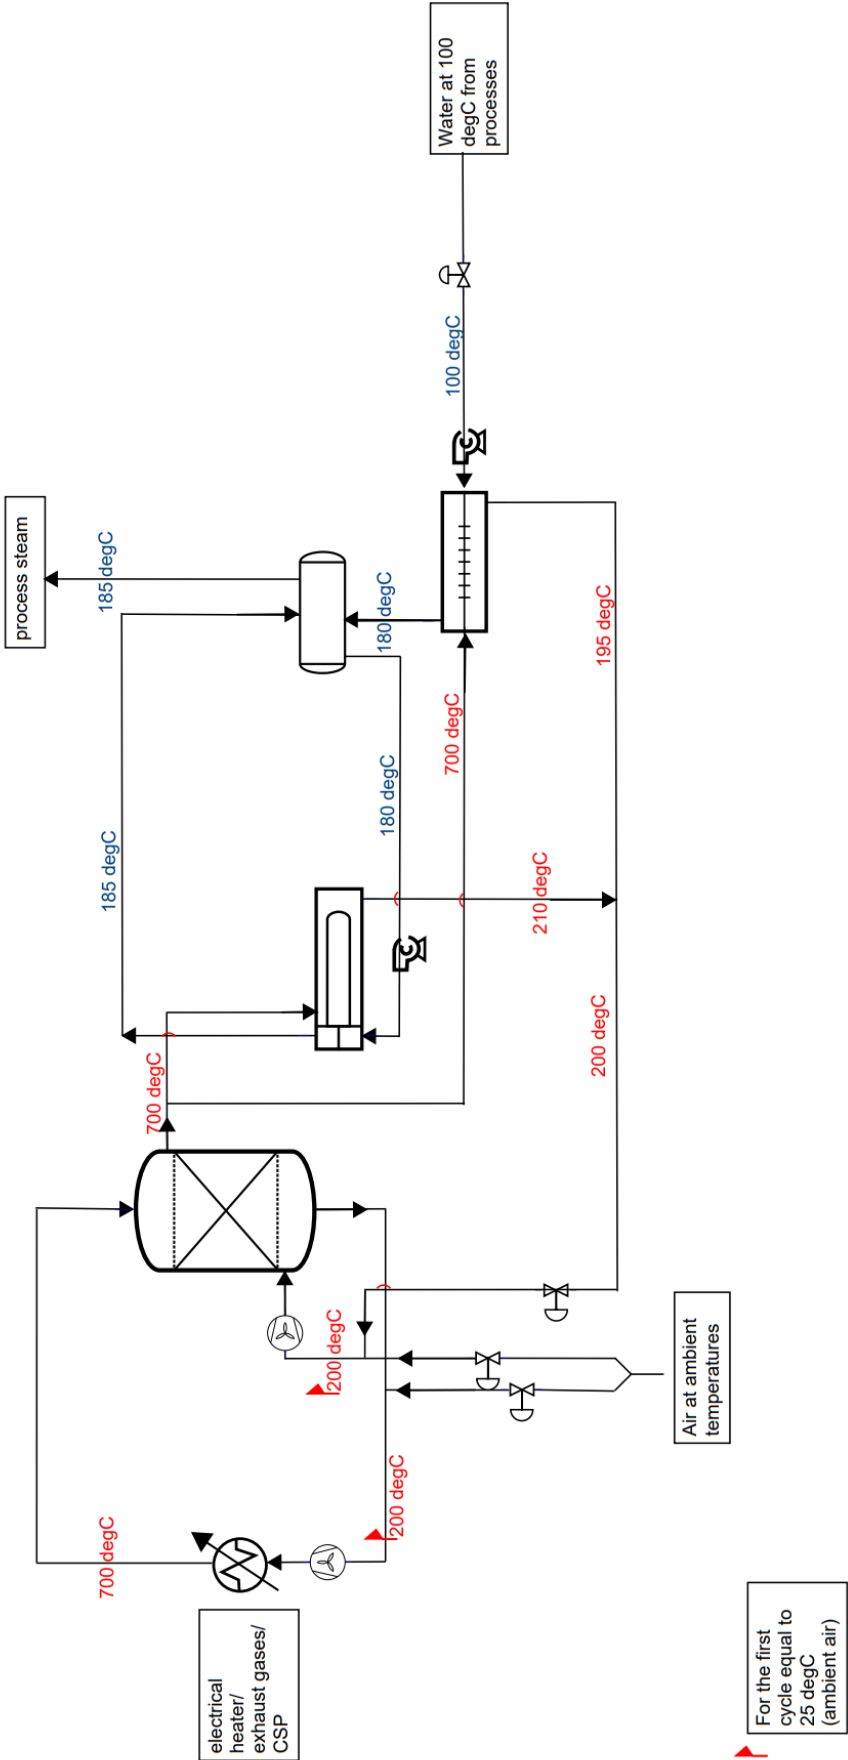 electrical
heater/
exhaust gases/
CSP
700 degC
200 degC
200 degC
700 degC
185 degC
process steam
185 degC
180 degC
180 degC
700 degC
210 degC
200 degC
195 degC
100 degC
Water at 100
degC from
processes
Air at ambient
temperatures
For the first
cycle equal to
25 degC
(ambient air)